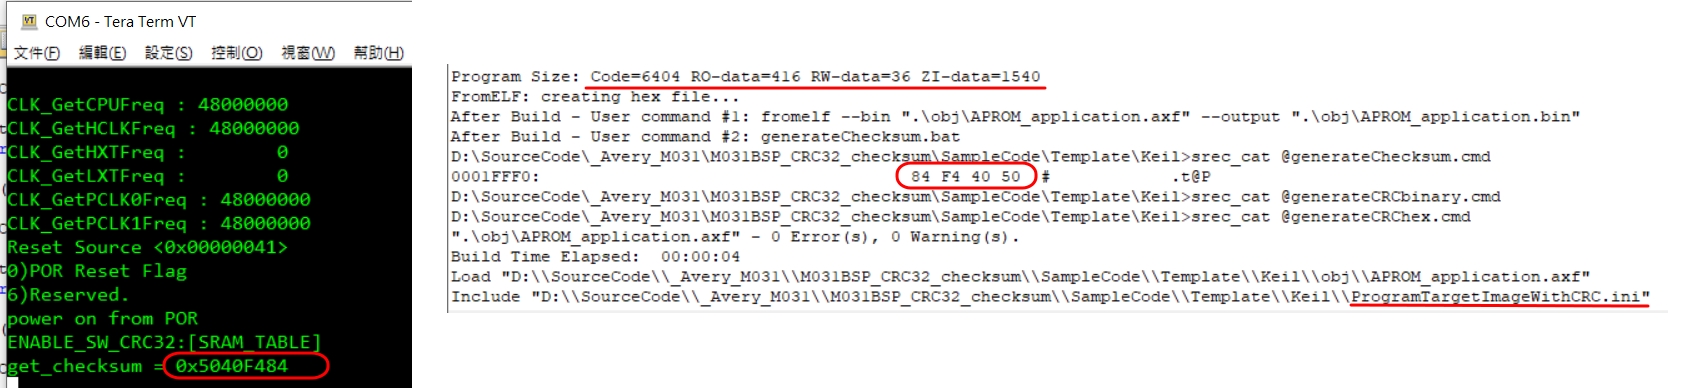 COM6 - Tera Term VT
文件(F) 編輯(E) 設定(S) 控制(O) 視窗(W) 幫助(H)
CLK_GetCPUFreq : 48000000
CLK_GetHCLKFreq : 48000000
CLK_GetHXTFreq :        0
CLK_GetLXTFreq :        0
CLK_GetPCLK0Freq : 48000000
CLK_GetPCLK1Freq : 48000000
Reset Source <0x00000041>
0)POR Reset Flag
6)Reserved.
power on from POR
ENABLE_SW_CRC32:[SRAM_TABLE]
get_checksum = 0x5040F484
Program Size: Code=6404 RO-data=416 RW-data=36 ZI-data=1540
FromELF: creating hex file...
After Build - User command #1: fromelf --bin ".\obj\APROM_application.axf" --output ".\obj\APROM_application.bin"
After Build - User command #2: generateChecksum.bat
D:\SourceCode\_Avery_M031\M031BSP_CRC32_checksum\SampleCode\Template\Keil>srec_cat @generateChecksum.cmd
0001FFF0:                                     84 F4 40 50  #            .t@P
D:\SourceCode\_Avery_M031\M031BSP_CRC32_checksum\SampleCode\Template\Keil>srec_cat @generateCRCbinary.cmd
D:\SourceCode\_Avery_M031\M031BSP_CRC32_checksum\SampleCode\Template\Keil>srec_cat @generateCRChex.cmd
".\obj\APROM_application.axf" - 0 Error(s), 0 Warning(s).
Build Time Elapsed:  00:00:04
Load "D:\\SourceCode\\_Avery_M031\\M031BSP_CRC32_checksum\\SampleCode\\Template\\Keil\\obj\\APROM_application.axf"
Include "D:\\SourceCode\\_Avery_M031\\M031BSP_CRC32_checksum\\SampleCode\\Template\\Keil\\ProgramTargetImageWithCRC.ini"